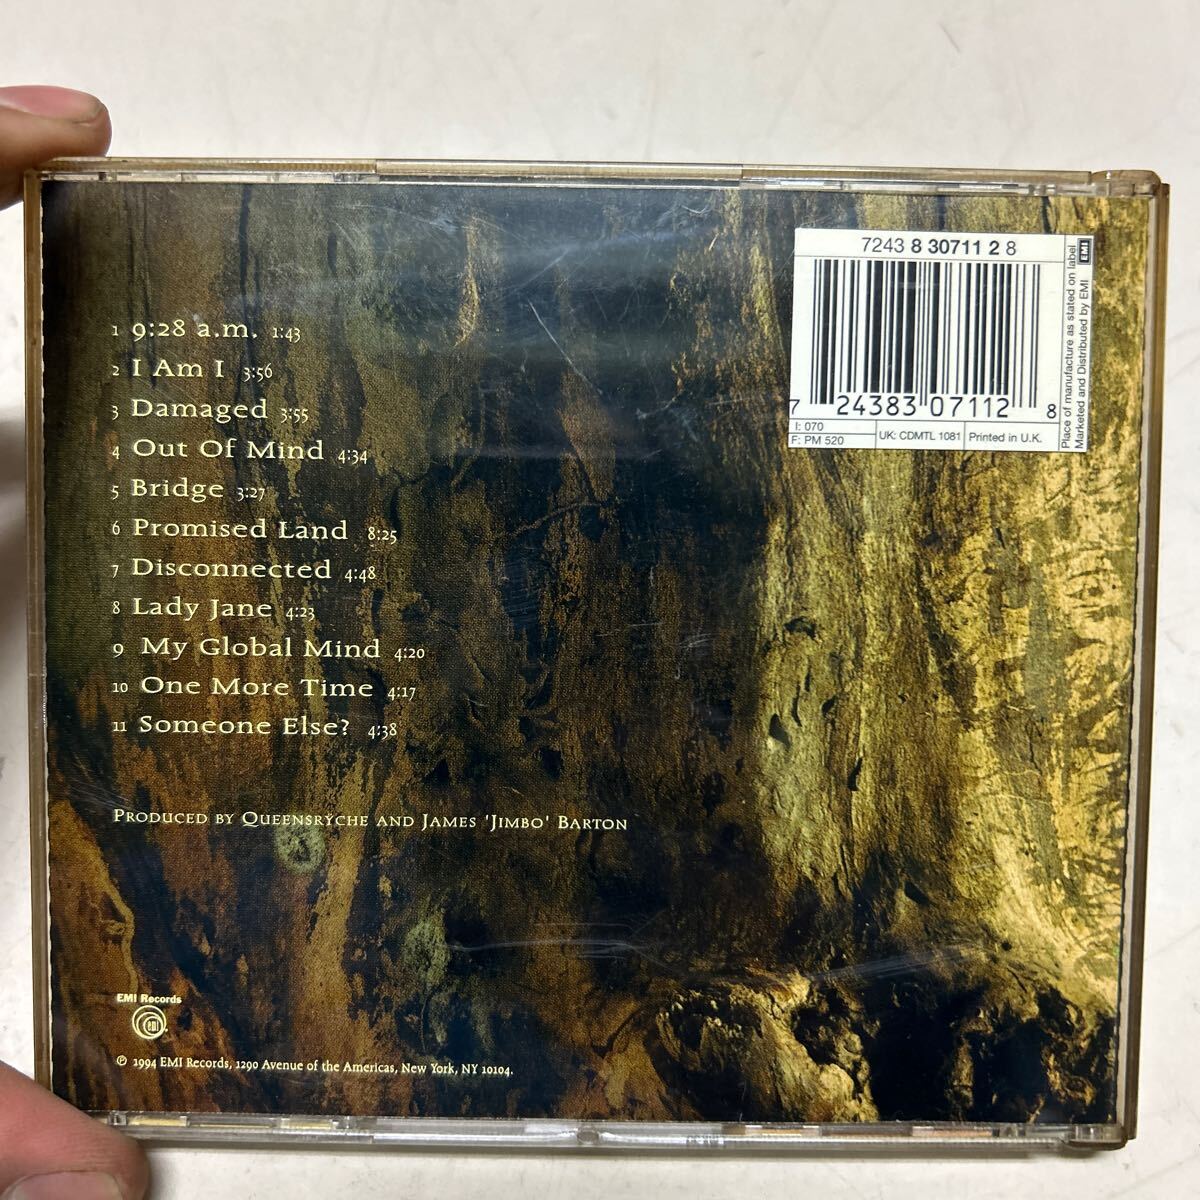 7243 8 30711 2 8
7 24383 07112 8
I: 070
F: PM 520
UK: CDMTL 1081
Printed in U.K.
Place of manufacture as stated on label
Marketed and Distributed by EMI
EMI
1 9:28 a.m. 1:43
2 I Am I 3:56
3 Damaged 3:55
4 Out Of Mind 4:34
5 Bridge 3:27
6 Promised Land 8:25
7 Disconnected 4:48
8 Lady Jane 4:23
9 My Global Mind 4:20
10 One More Time 4:17
11 Someone Else? 4:38
Produced by Queensrÿche and James 'Jimbo' Barton
EMI Records
emi
℗ 1994 EMI Records, 1290 Avenue of the Americas, New York, NY 10104.